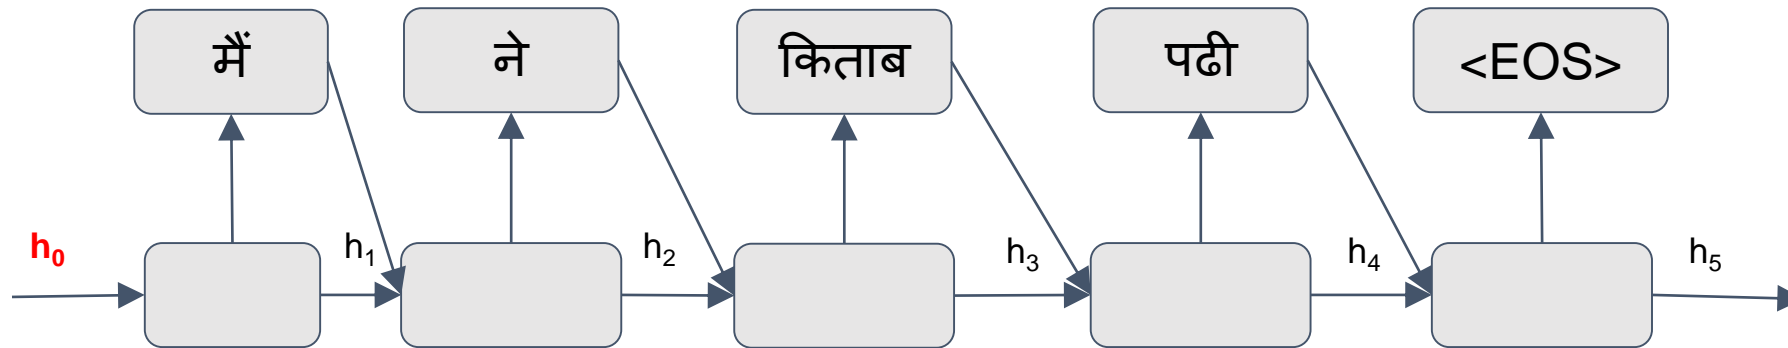 मैं ने किताब पढी <EOS>
h₀ h₁ h₂ h₃ h₄ h₅